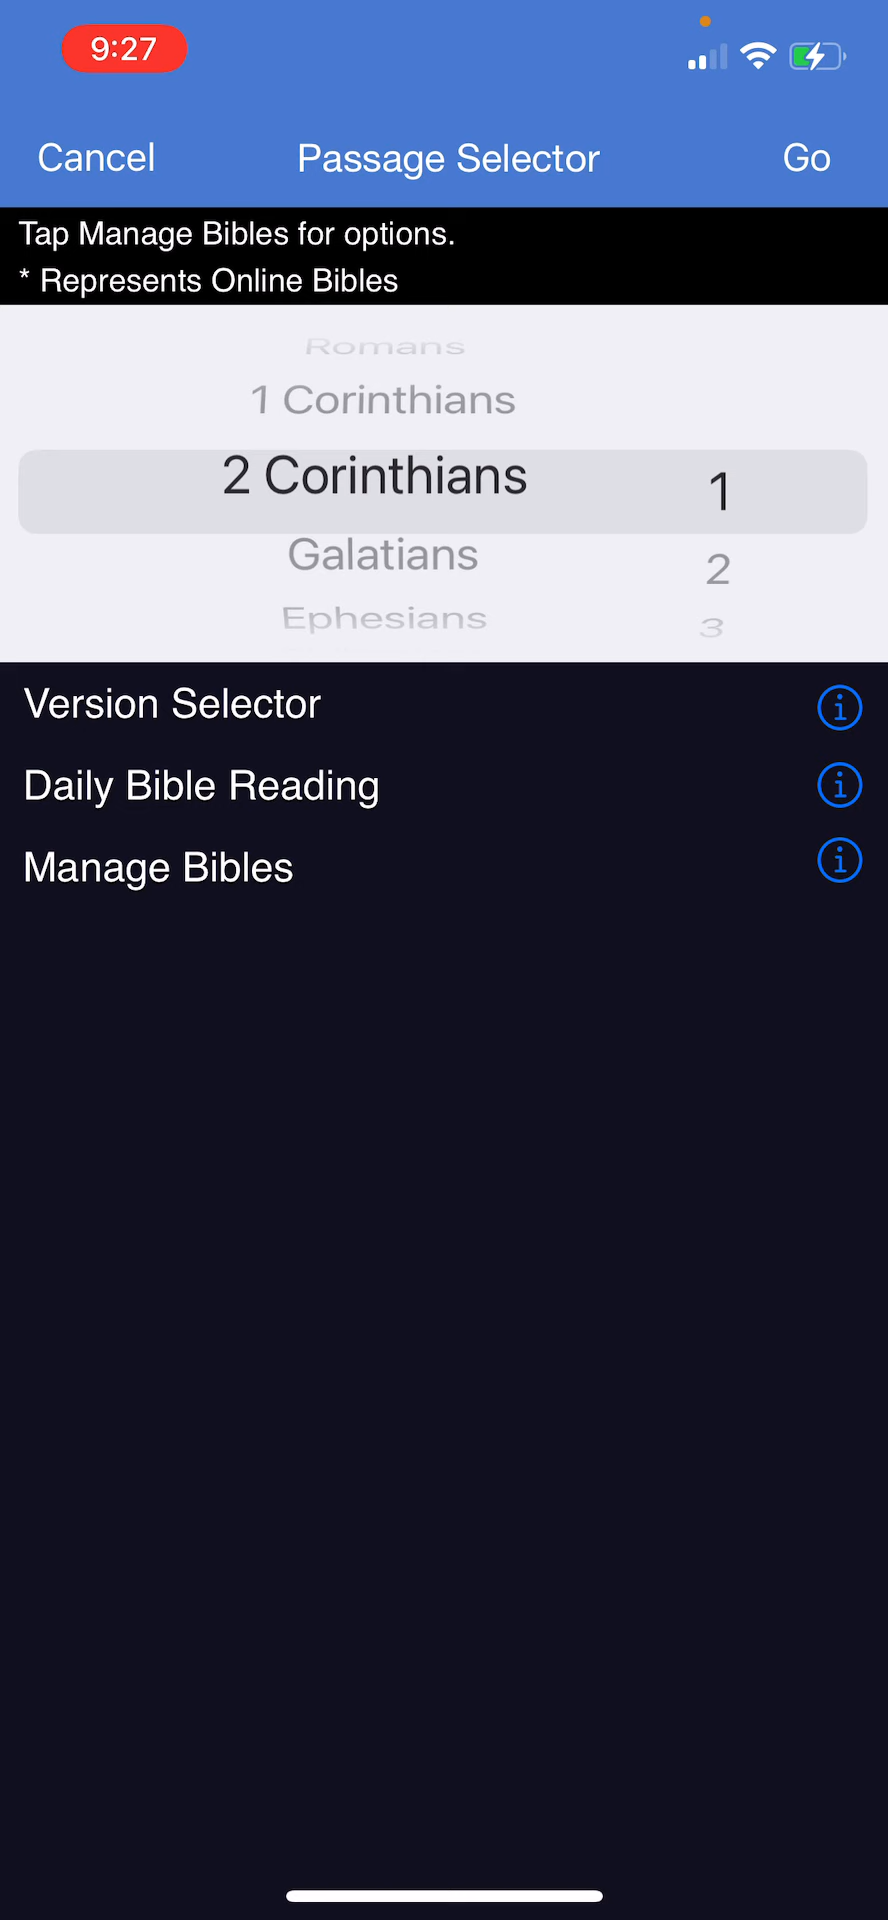 9:27
Cancel Passage Selector Go
Tap Manage Bibles for options.
* Represents Online Bibles
Romans
1 Corinthians
2 Corinthians 1
Galatians 2
Ephesians 3
Version Selector
Daily Bible Reading
Manage Bibles